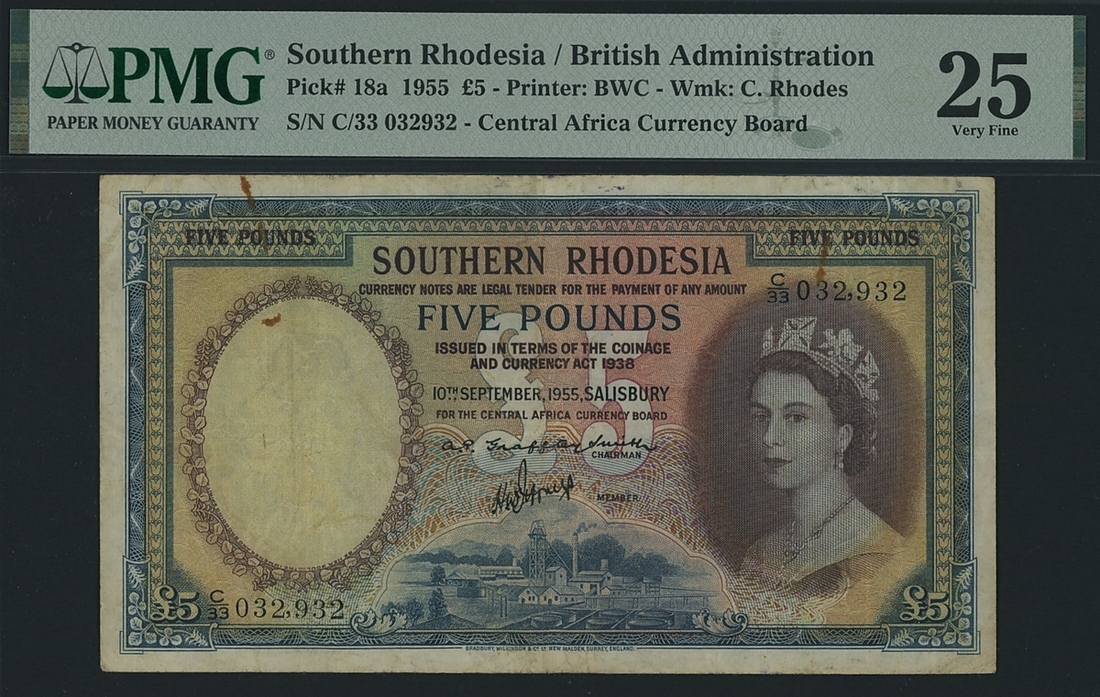 PMG®
PAPER MONEY GUARANTY
Southern Rhodesia / British Administration
Pick# 18a 1955 £5 - Printer: BWC - Wmk: C. Rhodes
S/N C/33 032932 - Central Africa Currency Board
25
Very Fine
FIVE POUNDS
FIVE POUNDS
SOUTHERN RHODESIA
CURRENCY NOTES ARE LEGAL TENDER FOR THE PAYMENT OF ANY AMOUNT
C/33 032,932
FIVE POUNDS
£5
ISSUED IN TERMS OF THE COINAGE
AND CURRENCY ACT 1938
10TH SEPTEMBER, 1955, SALISBURY
FOR THE CENTRAL AFRICA CURRENCY BOARD
CHAIRMAN
MEMBER
£5 C/33 032,932
£5
BRADBURY, WILKINSON & Co. LD. NEW MALDEN, SURREY, ENGLAND.